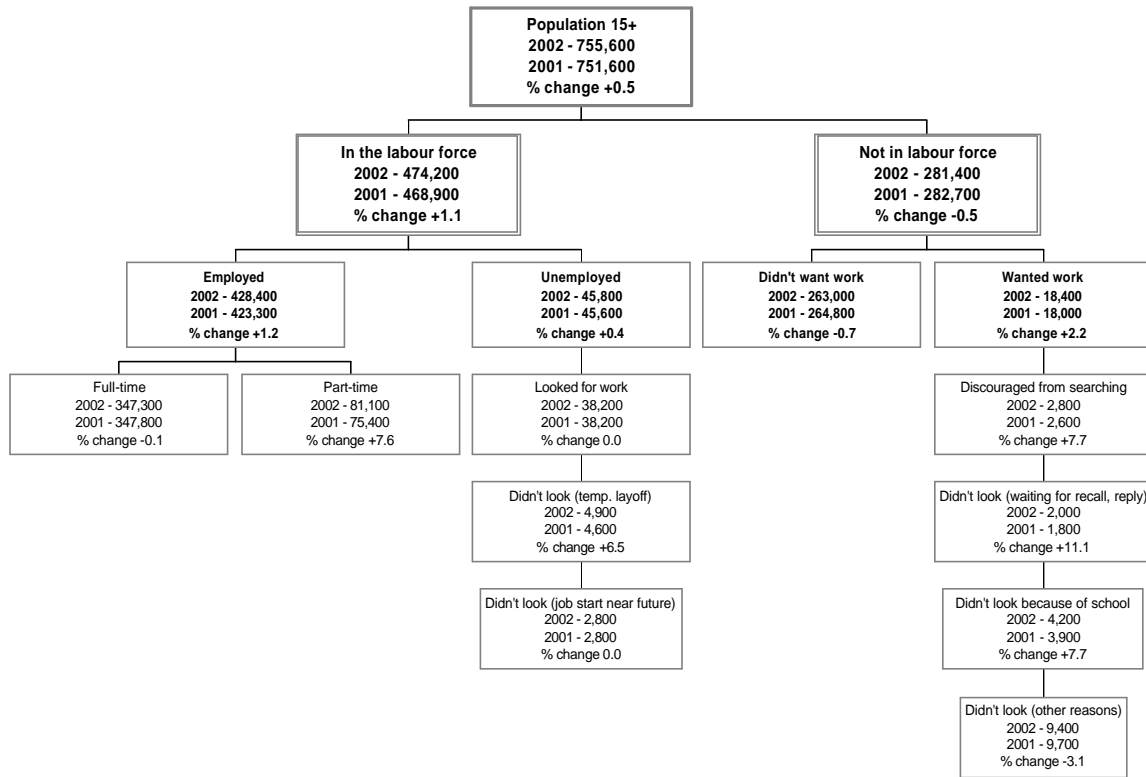 Population 15+
2002 - 755,600
2001 - 751,600
% change +0.5
In the labour force
2002 - 474,200
2001 - 468,900
% change +1.1
Not in labour force
2002 - 281,400
2001 - 282,700
% change -0.5
Employed
2002 - 428,400
2001 - 423,300
% change +1.2
Unemployed
2002 - 45,800
2001 - 45,600
% change +0.4
Didn't want work
2002 - 263,000
2001 - 264,800
% change -0.7
Wanted work
2002 - 18,400
2001 - 18,000
% change +2.2
Full-time
2002 - 347,300
2001 - 347,800
% change -0.1
Part-time
2002 - 81,100
2001 - 75,400
% change +7.6
Looked for work
2002 - 38,200
2001 - 38,200
% change 0.0
Discouraged from searching
2002 - 2,800
2001 - 2,600
% change +7.7
Didn't look (temp. layoff)
2002 - 4,900
2001 - 4,600
% change +6.5
Didn't look (waiting for recall, reply)
2002 - 2,000
2001 - 1,800
% change +11.1
Didn't look (job start near future)
2002 - 2,800
2001 - 2,800
% change 0.0
Didn't look because of school
2002 - 4,200
2001 - 3,900
% change +7.7
Didn't look (other reasons)
2002 - 9,400
2001 - 9,700
% change -3.1